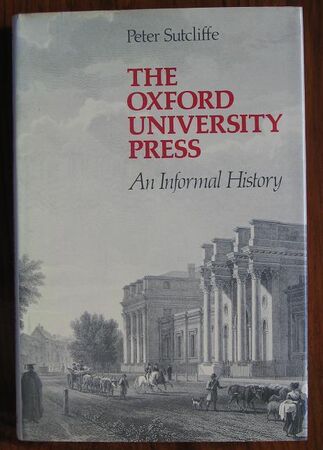 Peter Sutcliffe
THE
OXFORD
UNIVERSITY
PRESS
An Informal History